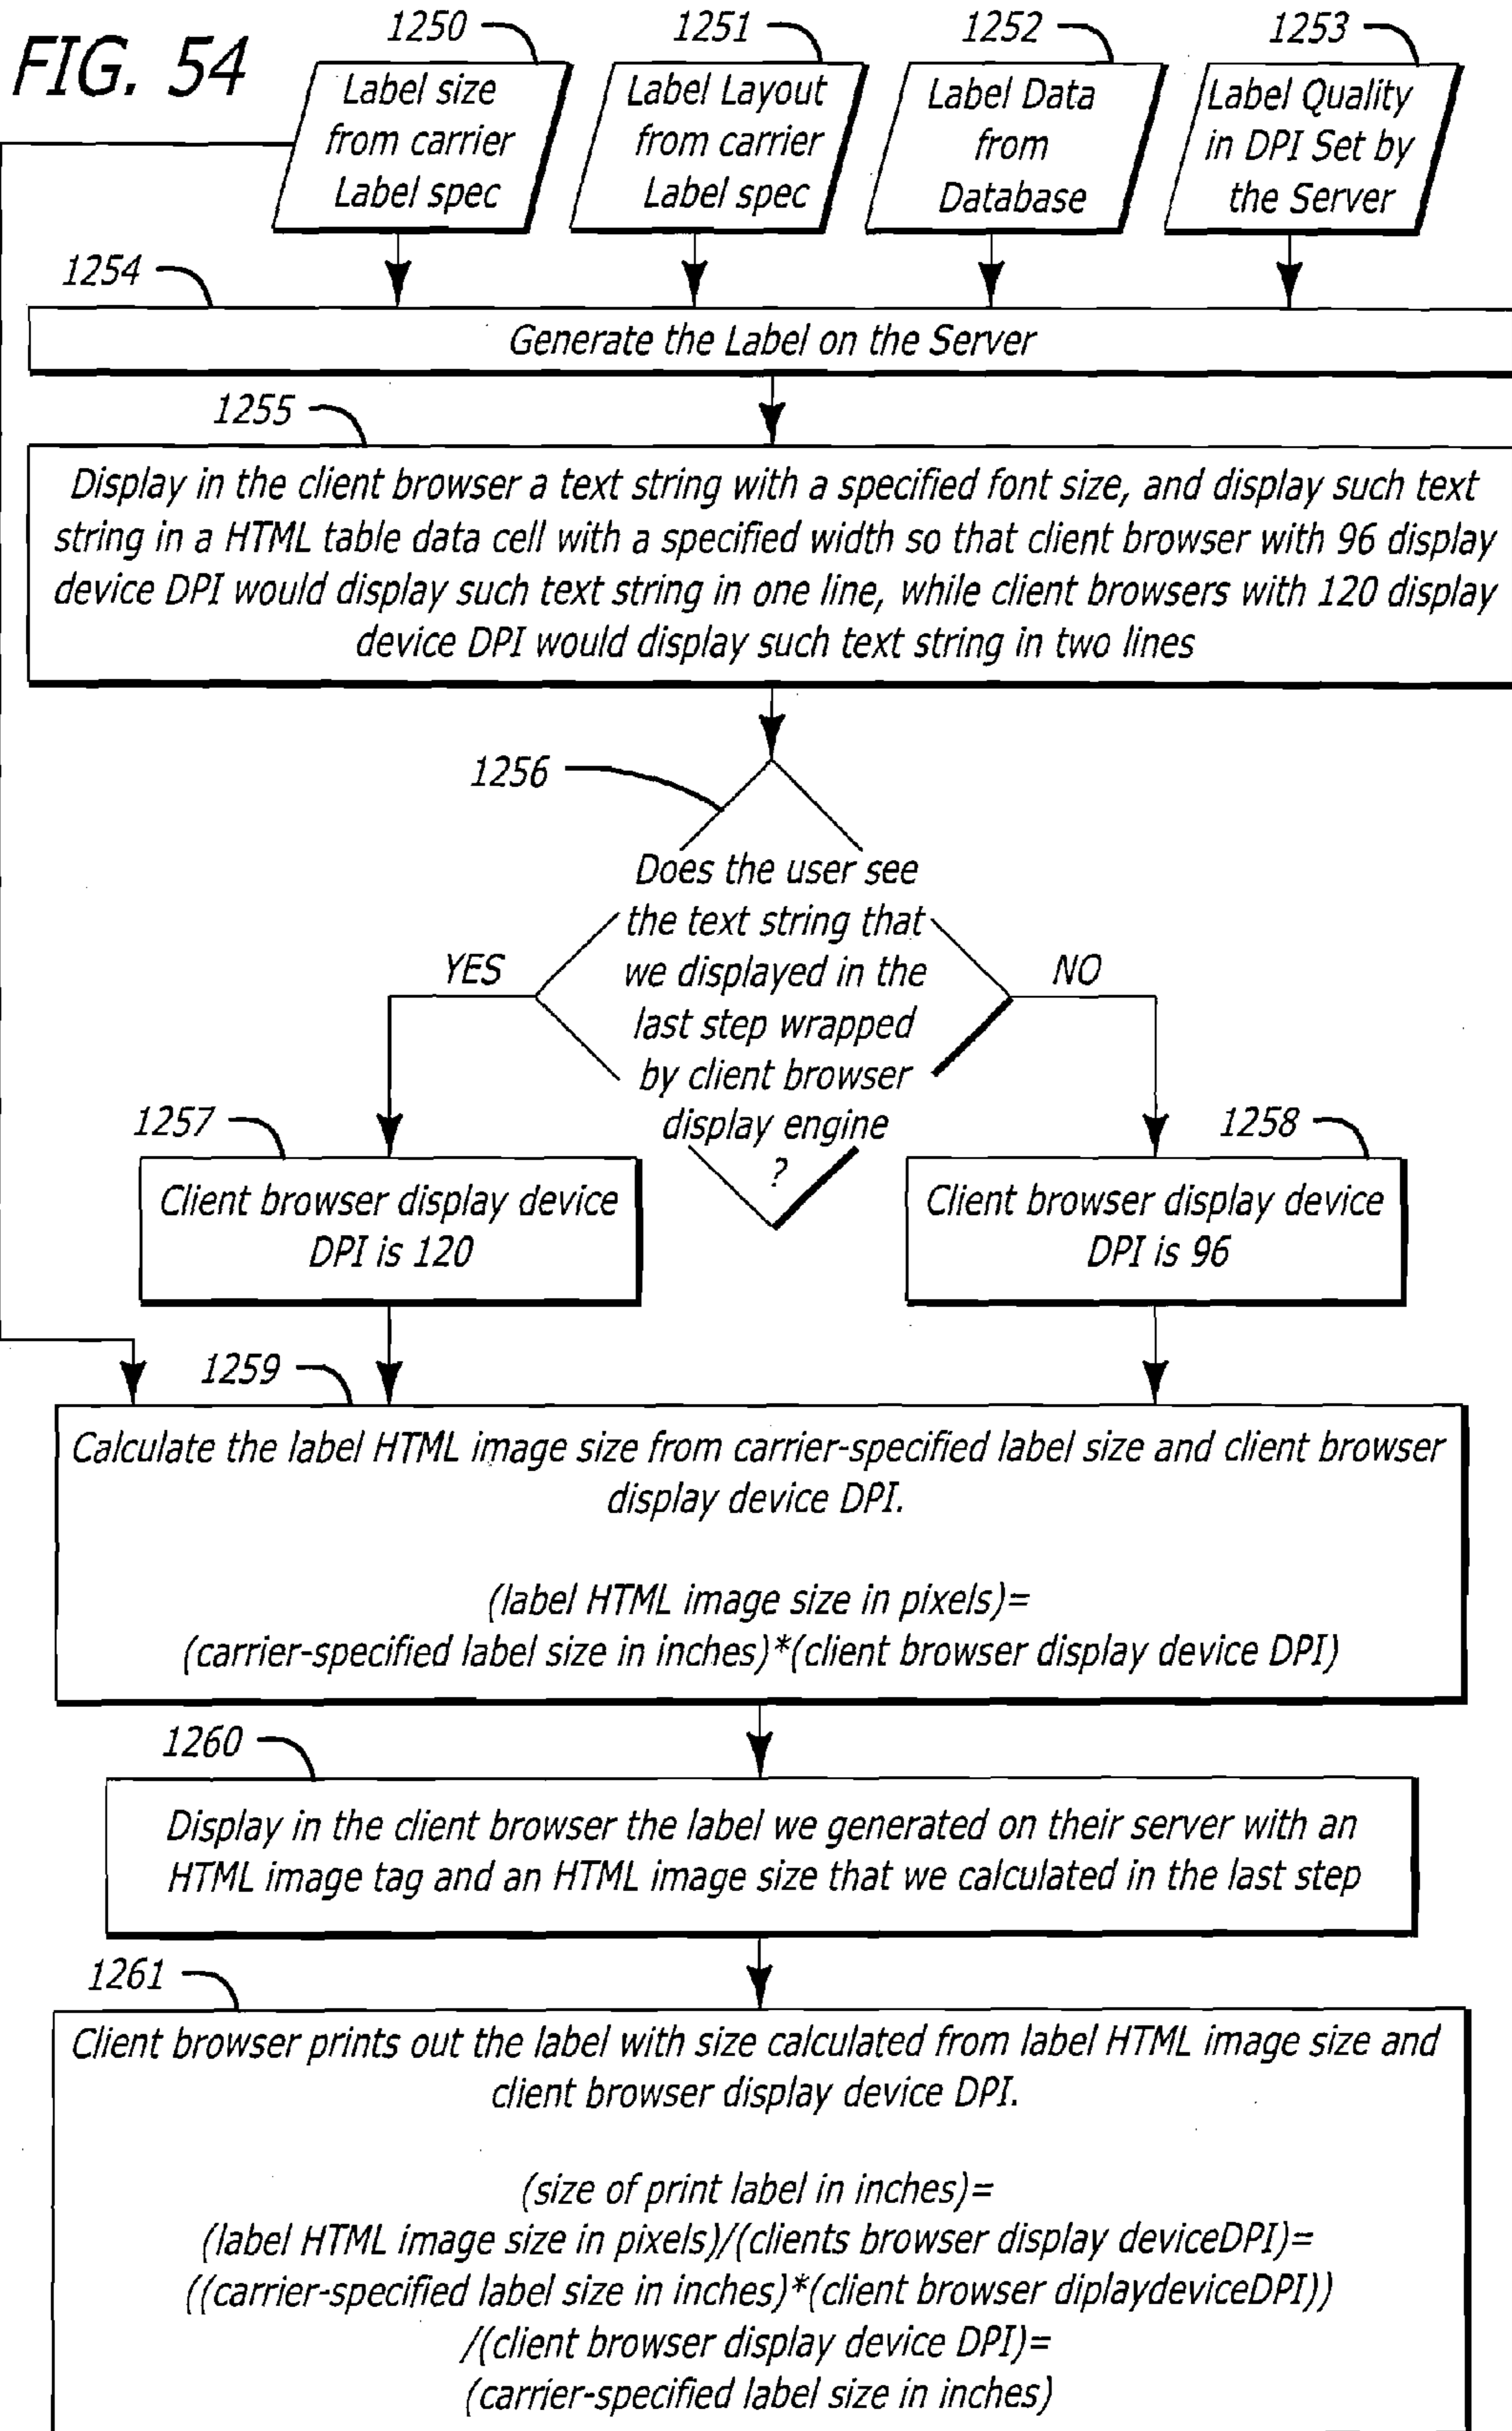 FIG. 54
1250
1251
1252
1253
Label size
from carrier
Label spec
Label Layout
from carrier
Label spec
Label Data
from
Database
Label Quality
in DPI Set by
the Server
1254
Generate the Label on the Server
1255
Display in the client browser a text string with a specified font size, and display such text
string in a HTML table data cell with a specified width so that client browser with 96 display
device DPI would display such text string in one line, while client browsers with 120 display
device DPI would display such text string in two lines
1256
Does the user see
the text string that
we displayed in the
last step wrapped
by client browser
display engine
?
YES
NO
1257
Client browser display device
DPI is 120
1258
Client browser display device
DPI is 96
1259
Calculate the label HTML image size from carrier-specified label size and client browser
display device DPI.
(label HTML image size in pixels)=
(carrier-specified label size in inches)*(client browser display device DPI)
1260
Display in the client browser the label we generated on their server with an
HTML image tag and an HTML image size that we calculated in the last step
1261
Client browser prints out the label with size calculated from label HTML image size and
client browser display device DPI.
(size of print label in inches)=
(label HTML image size in pixels)/(clients browser display deviceDPI)=
((carrier-specified label size in inches)*(client browser diplaydeviceDPI))
/(client browser display device DPI)=
(carrier-specified label size in inches)